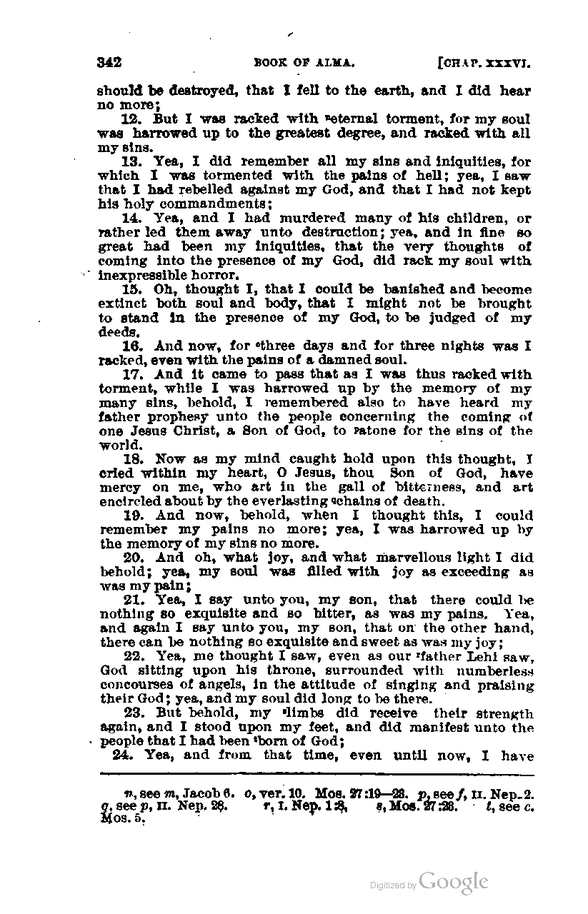 342 BOOK OF ALMA. [CHAP. XXXVI.
should be destroyed, that I fell to the earth, and I did hear
no more;
12. But I was racked with ⁿeternal torment, for my soul
was harrowed up to the greatest degree, and racked with all
my sins.
13. Yea, I did remember all my sins and iniquities, for
which I was tormented with the pains of hell; yea, I saw
that I had rebelled against my God, and that I had not kept
his holy commandments;
14. Yea, and I had murdered many of his children, or
rather led them away unto destruction; yea, and in fine so
great had been my iniquities, that the very thoughts of
coming into the presence of my God, did rack my soul with
inexpressible horror.
15. Oh, thought I, that I could be banished and become
extinct both soul and body, that I might not be brought
to stand in the presence of my God, to be judged of my
deeds.
16. And now, for ᵒthree days and for three nights was I
racked, even with the pains of a damned soul.
17. And it came to pass that as I was thus racked with
torment, while I was harrowed up by the memory of my
many sins, behold, I remembered also to have heard my
father prophesy unto the people concerning the coming of
one Jesus Christ, a Son of God, to ᵖatone for the sins of the
world.
18. Now as my mind caught hold upon this thought, I
cried within my heart, O Jesus, thou Son of God, have
mercy on me, who art in the gall of bitterness, and art
encircled about by the everlasting qchains of death.
19. And now, behold, when I thought this, I could
remember my pains no more; yea, I was harrowed up by
the memory of my sins no more.
20. And oh, what joy, and what marvellous light I did
behold; yea, my soul was filled with joy as exceeding as
was my pain;
21. Yea, I say unto you, my son, that there could be
nothing so exquisite and so bitter, as was my pains. Yea,
and again I say unto you, my son, that on the other hand,
there can be nothing so exquisite and sweet as was my joy;
22. Yea, me thought I saw, even as our ʳfather Lehi saw,
God sitting upon his throne, surrounded with numberless
concourses of angels, in the attitude of singing and praising
their God; yea, and my soul did long to be there.
23. But behold, my ˢlimbs did receive their strength
again, and I stood upon my feet, and did manifest unto the
people that I had been ᵗborn of God;
24. Yea, and from that time, even until now, I have
n, see m, Jacob 6. o, ver. 10. Mos. 27:19—23. p, see f, II. Nep. 2.
q, see p, II. Nep. 28. r, I. Nep. 1:8, s, Mos. 27:23. t, see c.
Mos. 5.
Digitized by Google